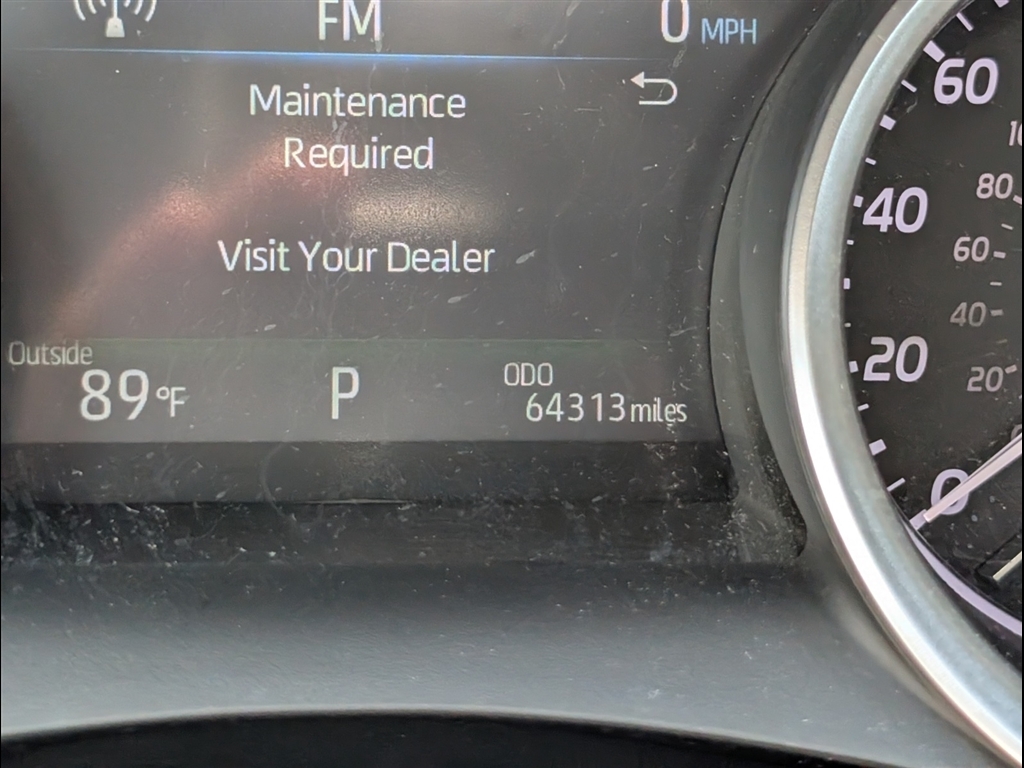 FM
0 MPH
Maintenance
Required
Visit Your Dealer
Outside
89 °F
P
ODO
64313 miles
60
80
40
60
40
20
20
0